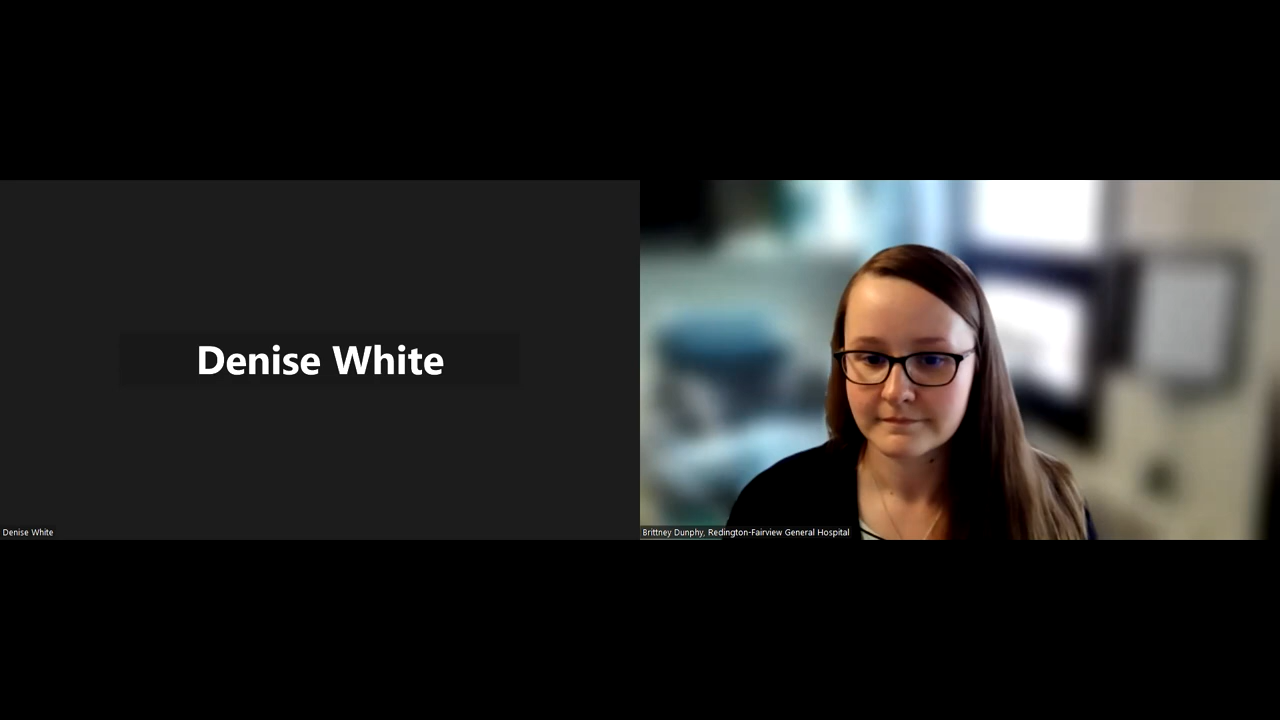 Denise White
Denise White
Brittney Dunphy, Redington-Fairview General Hospital